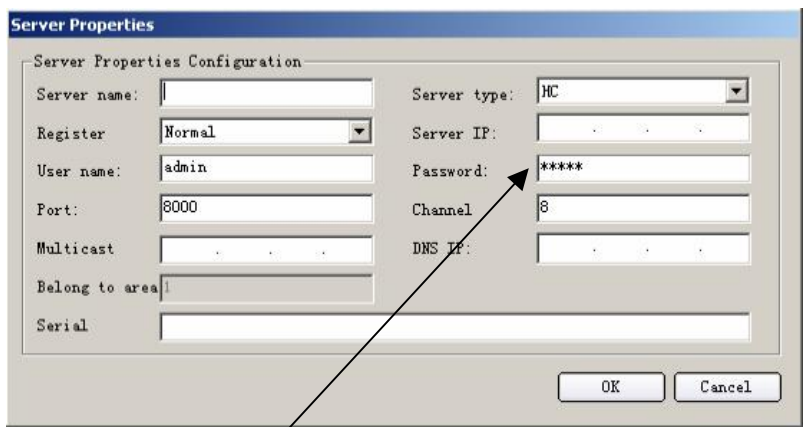 Server Properties
Server Properties Configuration
Server name: Server type: HC
Register Normal Server IP: . . .
User name: admin Password: *****
Port: 8000 Channel 8
Multicast . . . DNS IP: . . .
Belong to area 1
Serial
OK Cancel